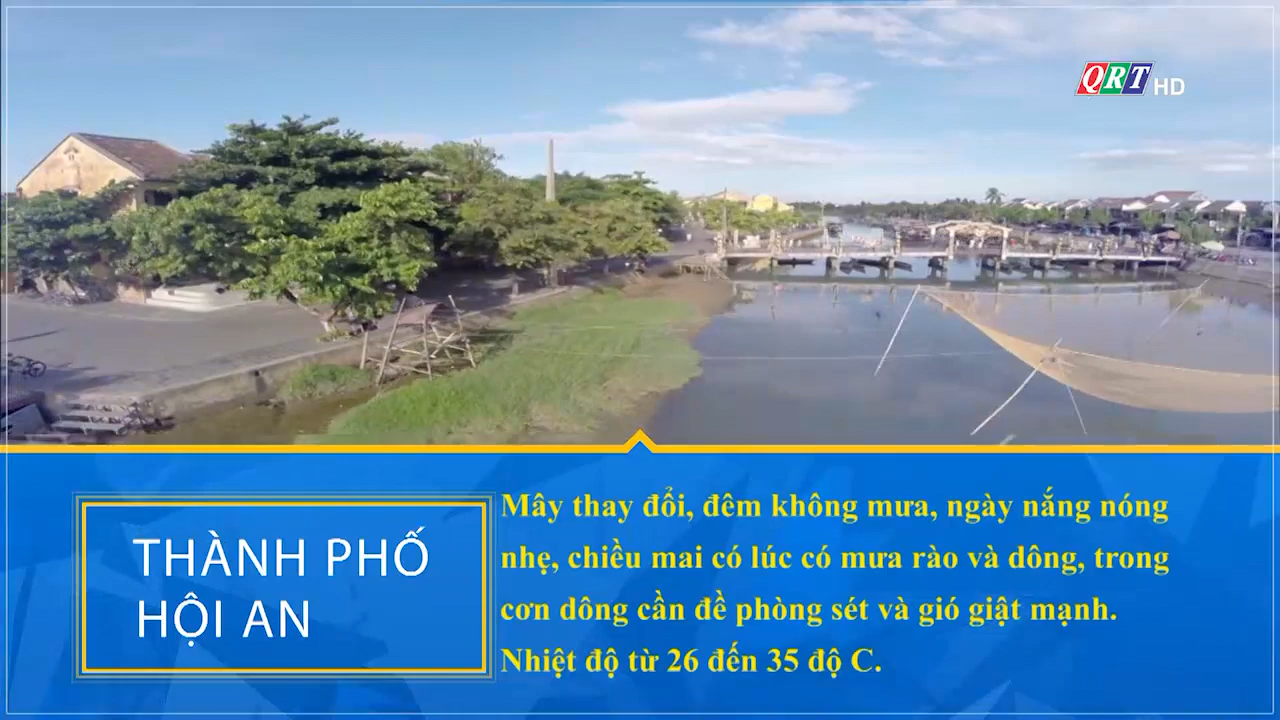 QRT HD
Mây thay đổi, đêm không mưa, ngày nắng nóng
nhẹ, chiều mai có lúc có mưa rào và dông, trong
cơn dông cần đề phòng sét và gió giật mạnh.
Nhiệt độ từ 26 đến 35 độ C.
THÀNH PHỐ
HỘI AN